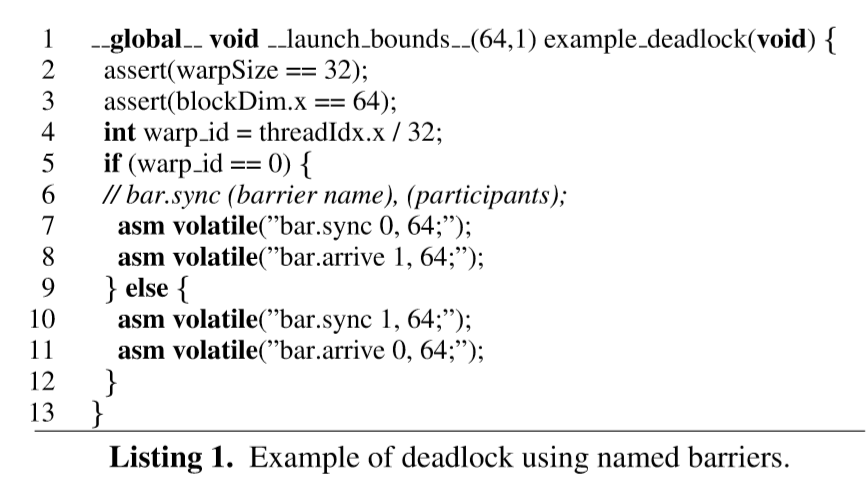 1 __global__ void __launch_bounds__(64,1) example_deadlock(void) {
2 assert(warpSize == 32);
3 assert(blockDim.x == 64);
4 int warp_id = threadIdx.x / 32;
5 if (warp_id == 0) {
6 // bar.sync (barrier name), (participants);
7 asm volatile(”bar.sync 0, 64;”);
8 asm volatile(”bar.arrive 1, 64;”);
9 } else {
10 asm volatile(”bar.sync 1, 64;”);
11 asm volatile(”bar.arrive 0, 64;”);
12 }
13 }
Listing 1. Example of deadlock using named barriers.